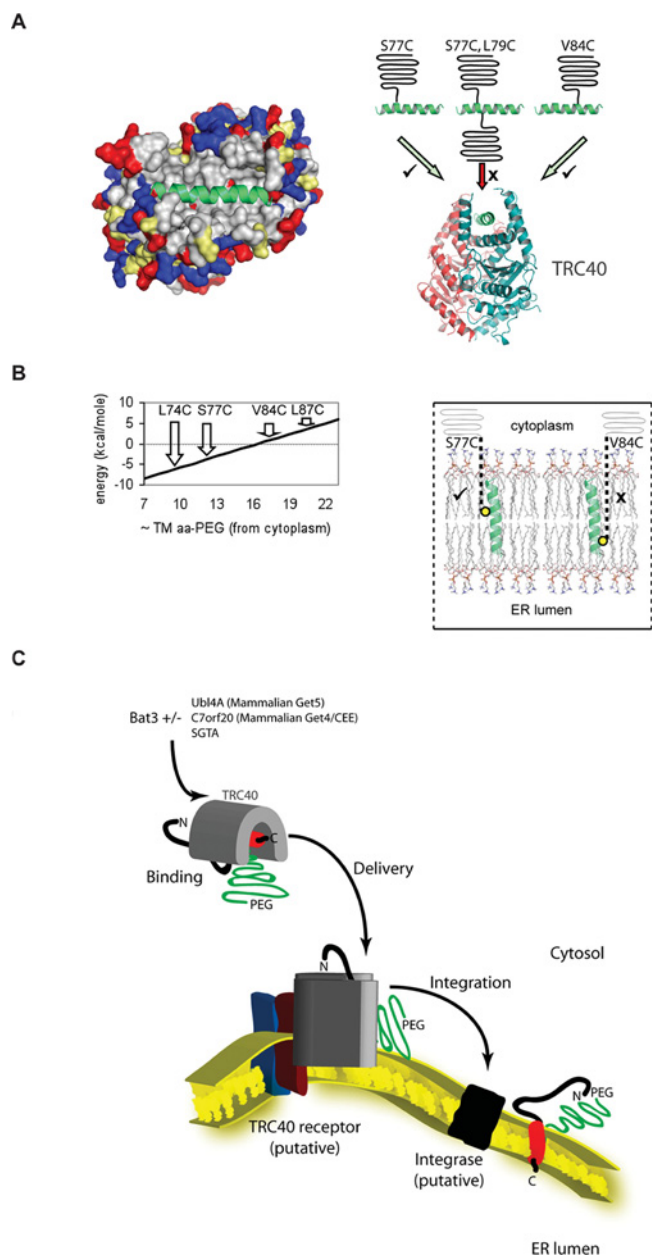 A
S77C
S77C, L79C
V84C
✓
x
✓
TRC40
B
energy (kcal/mole)
10
5
0
-5
-10
L74C
S77C
V84C
L87C
7
10
13
16
19
22
~ TM aa-PEG (from cytoplasm)
cytoplasm
S77C
V84C
✓
x
ER lumen
C
Bat3 +/-
Ubl4A (Mammalian Get5)
C7orf20 (Mammalian Get4/CEE)
SGTA
TRC40
N
C
Binding
PEG
Delivery
Cytosol
N
Integration
PEG
N
PEG
TRC40 receptor
(putative)
Integrase
(putative)
C
ER lumen